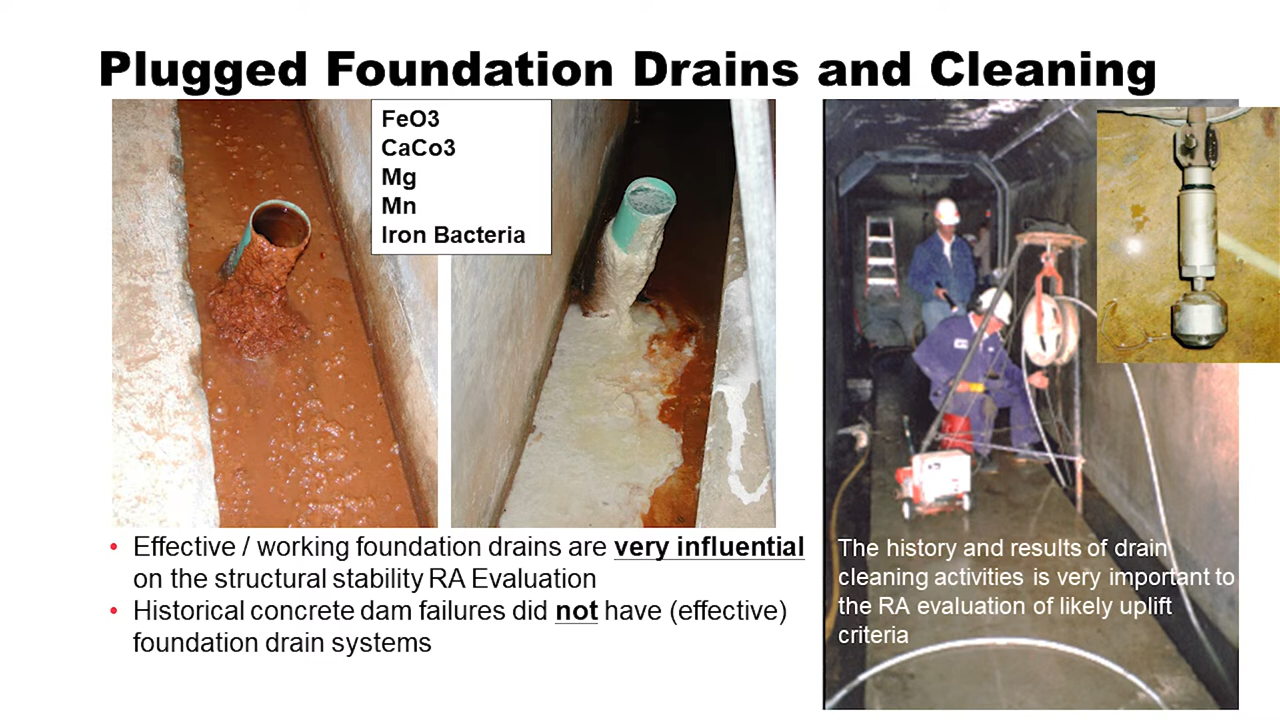 Plugged Foundation Drains and Cleaning
FeO3
CaCo3
Mg
Mn
Iron Bacteria
• Effective / working foundation drains are very influential
on the structural stability RA Evaluation
• Historical concrete dam failures did not have (effective)
foundation drain systems
The history and results of drain
cleaning activities is very important to
the RA evaluation of likely uplift
criteria